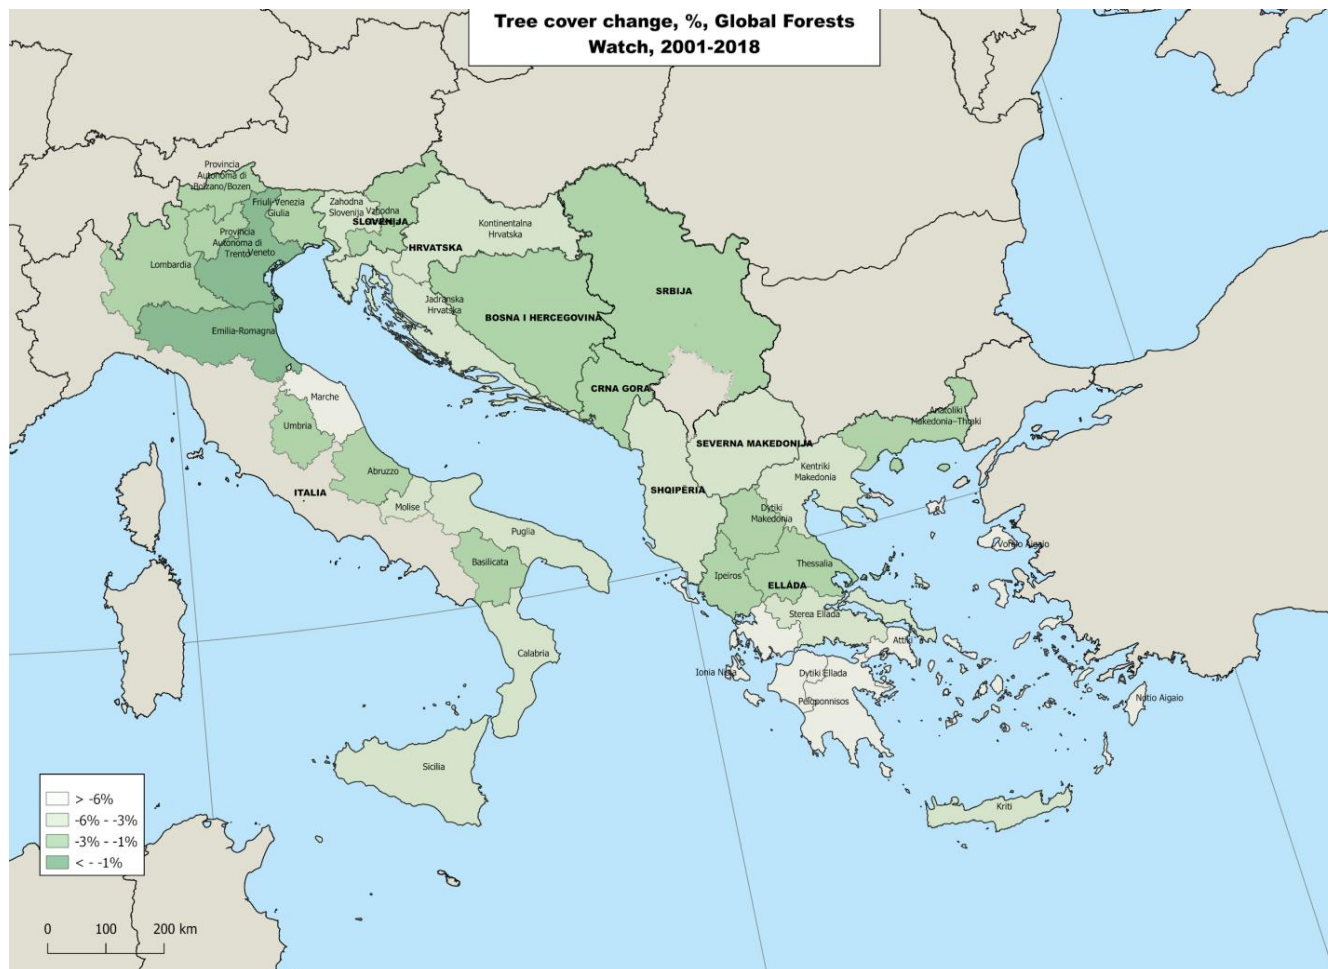 Tree cover change, %, Global Forests
Watch, 2001-2018
Provincia
Autonoma di
Bolzano/Bozen
Friuli-Venezia
Giulia
Zahodna
Slovenija
Vzhodna
SLOVENIJA
Kontinentalna
Hrvatska
HRVATSKA
Provincia
Autonoma di
Trento
Veneto
Lombardia
SRBIJA
Jadranska
Hrvatska
BOSNA I HERCEGOVINA
Emilia-Romagna
CRNA GORA
Marche
Umbria
Anatoliki
Makedonia-Thraki
SEVERNA MAKEDONIJA
Abruzzo
Kentriki
Makedonia
ITALIA
SHQIPËRIA
Molise
Dytiki
Makedonia
Puglia
Voreio Aigaio
Basilicata
Thessalia
Ipeiros
ELLÁDA
Sterea Ellada
Attiki
Calabria
Ionia Nisia
Dytiki Ellada
Peloponnisos
Notio Aigaio
Sicilia
Kriti
> -6%
-6% - -3%
-3% - -1%
< - -1%
0 100 200 km